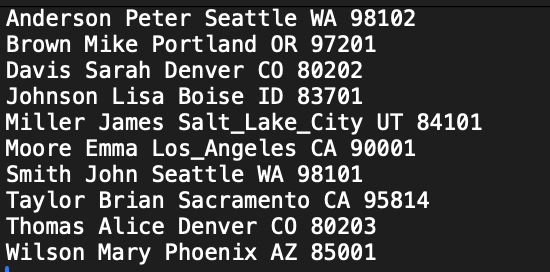 Anderson Peter Seattle WA 98102
Brown Mike Portland OR 97201
Davis Sarah Denver CO 80202
Johnson Lisa Boise ID 83701
Miller James Salt_Lake_City UT 84101
Moore Emma Los_Angeles CA 90001
Smith John Seattle WA 98101
Taylor Brian Sacramento CA 95814
Thomas Alice Denver CO 80203
Wilson Mary Phoenix AZ 85001